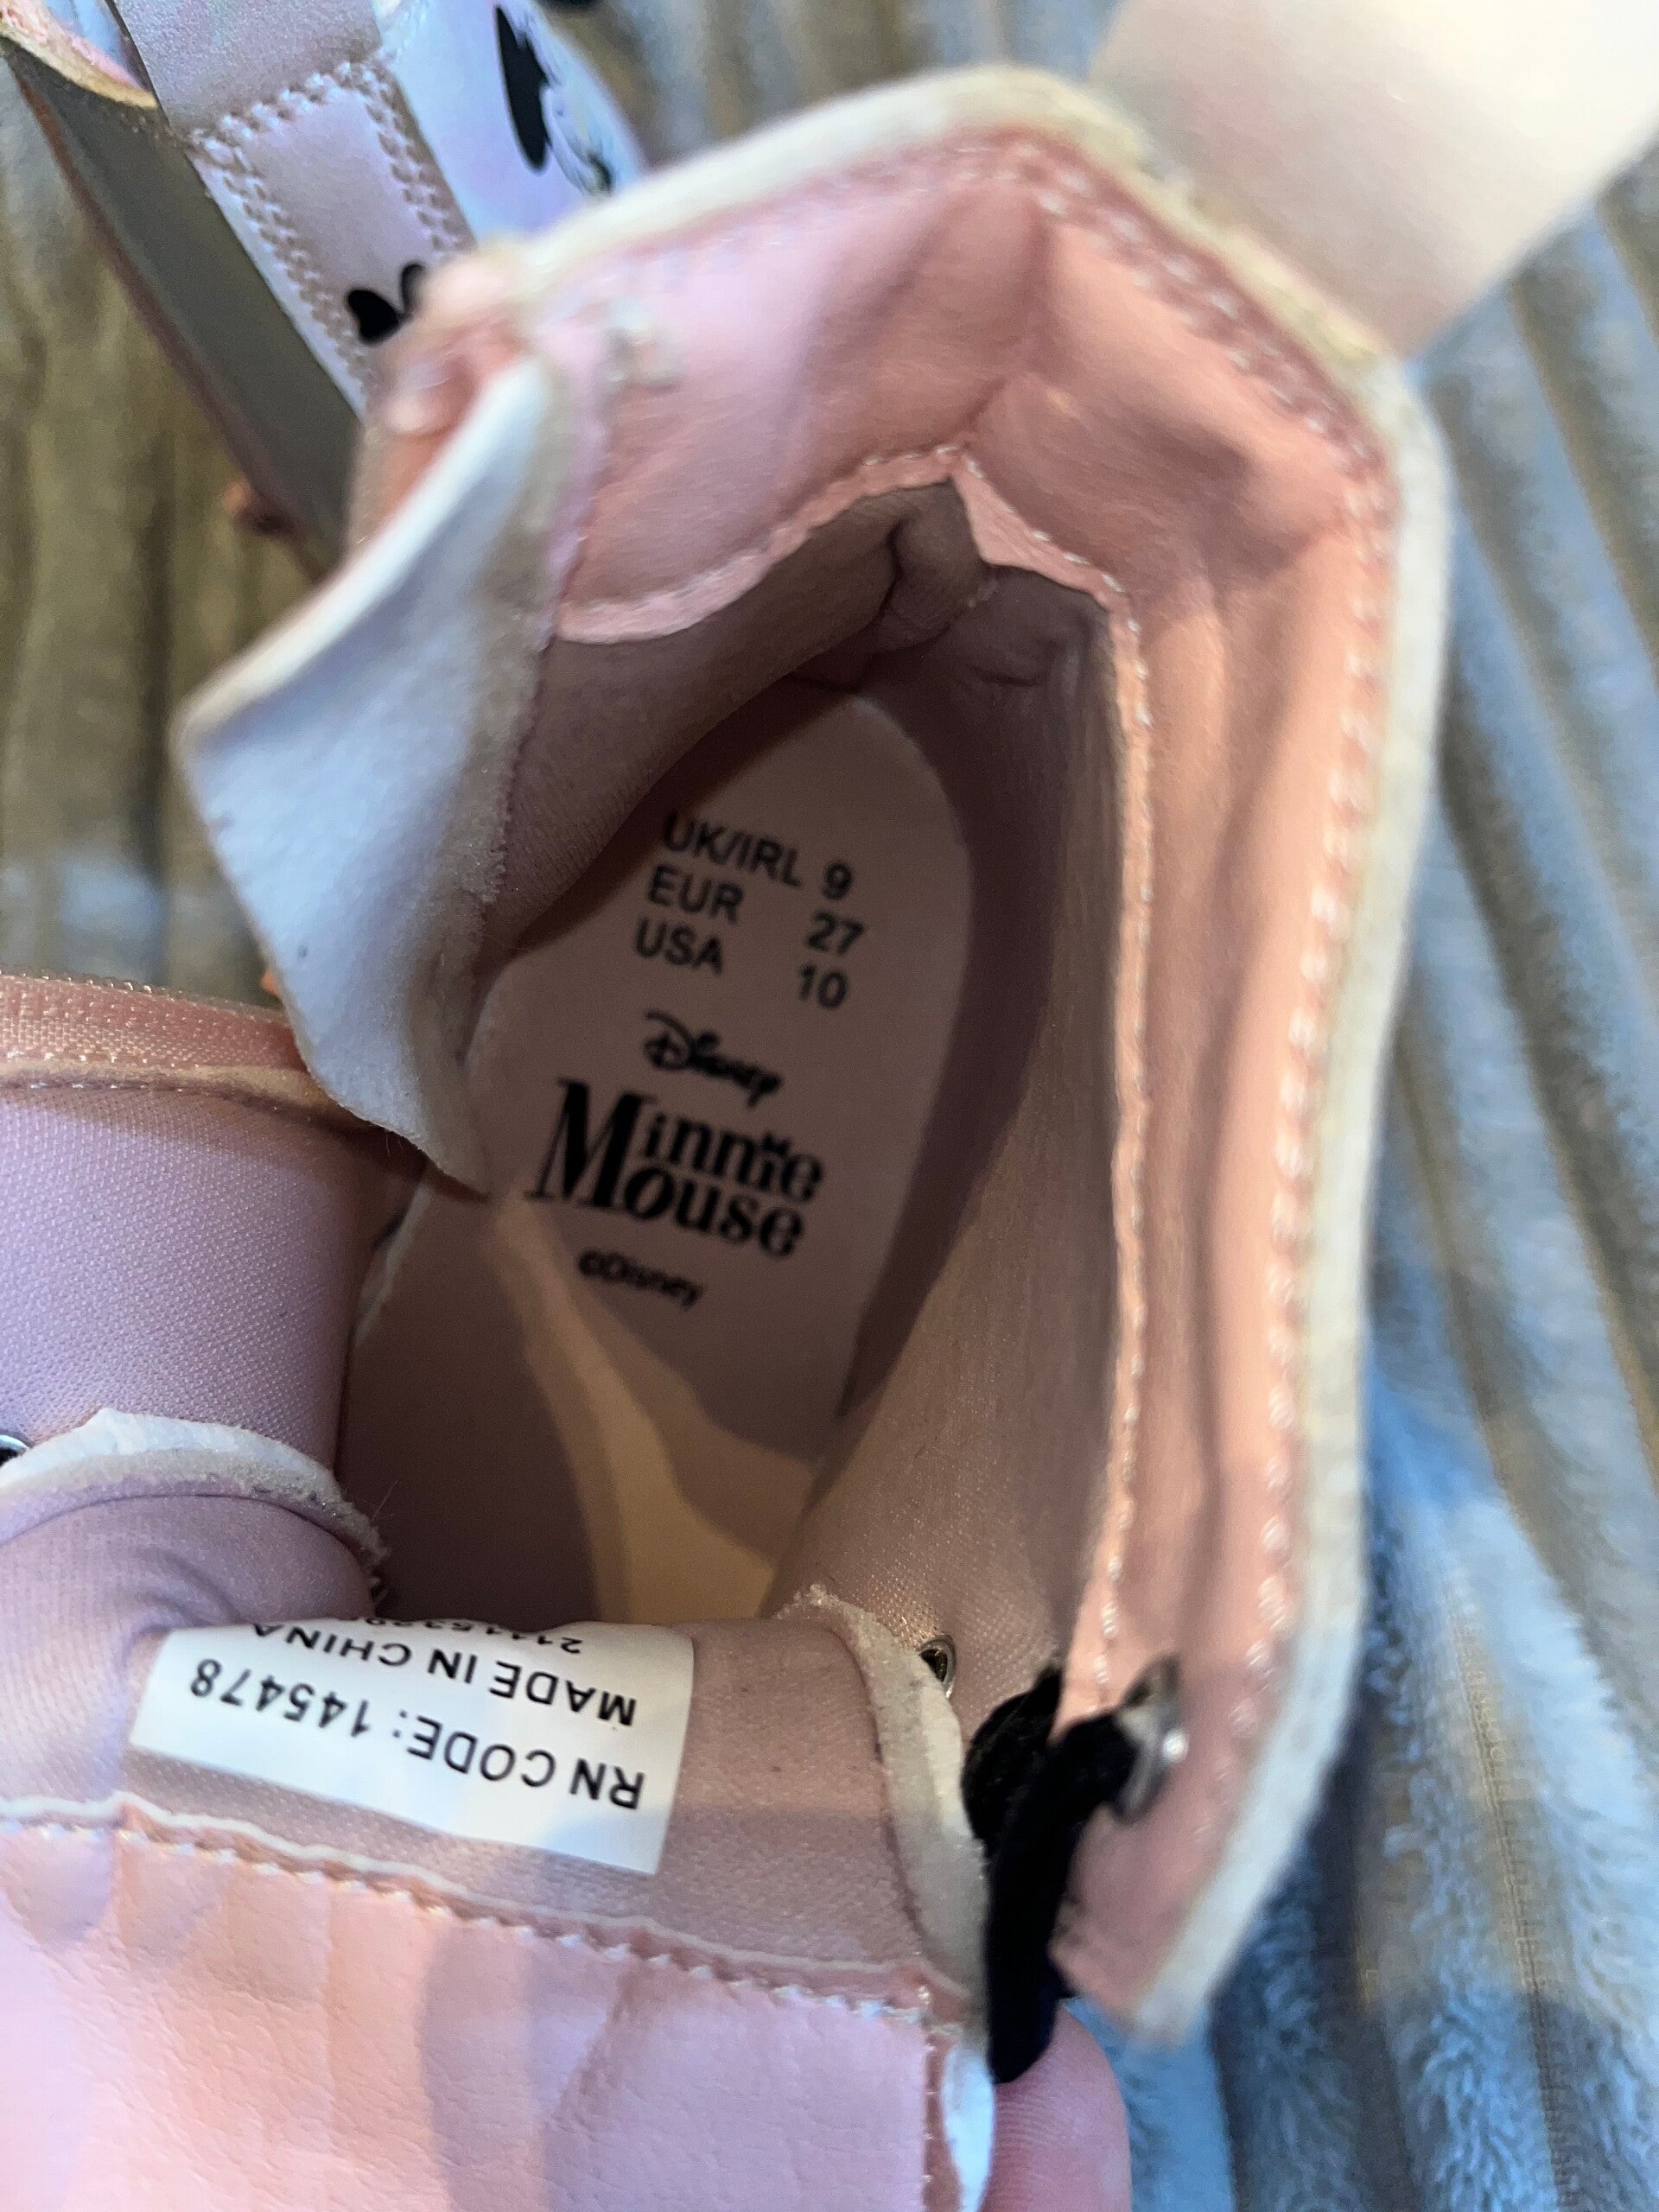 UK/IRL 9
EUR 27
USA 10
Disney
Minnie
Mouse
©Disney
RN CODE: 145478
MADE IN CHINA